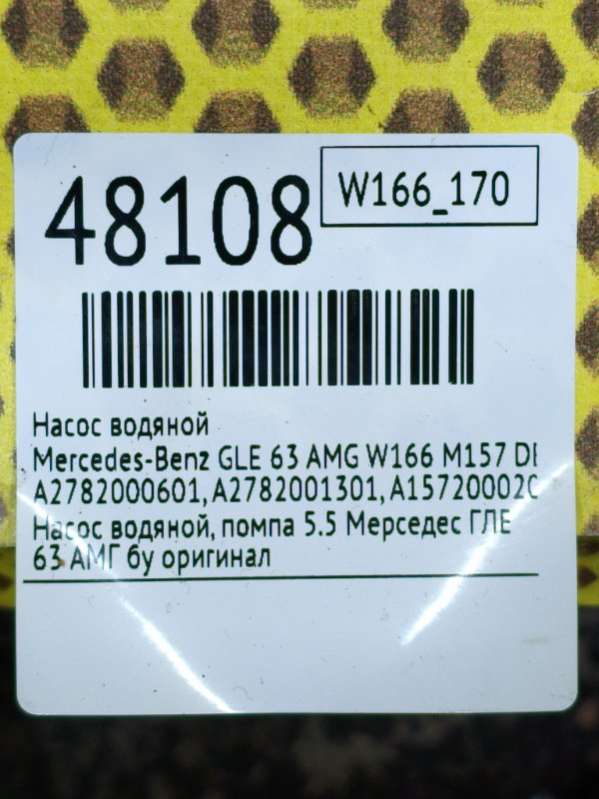 48108
W166_170
Насос водяной
Mercedes-Benz GLE 63 AMG W166 M157
A2782000601, A2782001301,
Насос водяной, помпа 5.5 Мерседес ГЛЕ
63 АМГ бу оригинал